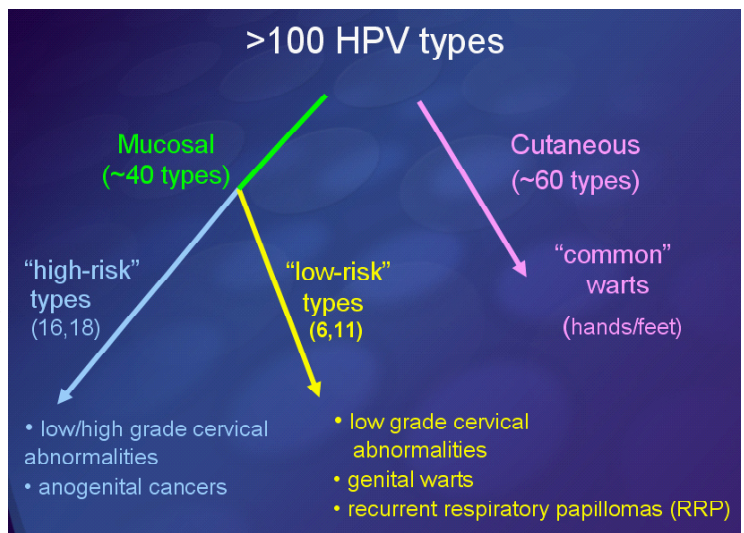 >100 HPV types
Mucosal
(~40 types)
Cutaneous
(~60 types)
“high-risk”
types
(16,18)
“low-risk”
types
(6,11)
“common”
warts
(hands/feet)
• low/high grade cervical
abnormalities
• anogenital cancers
• low grade cervical
abnormalities
• genital warts
• recurrent respiratory papillomas (RRP)